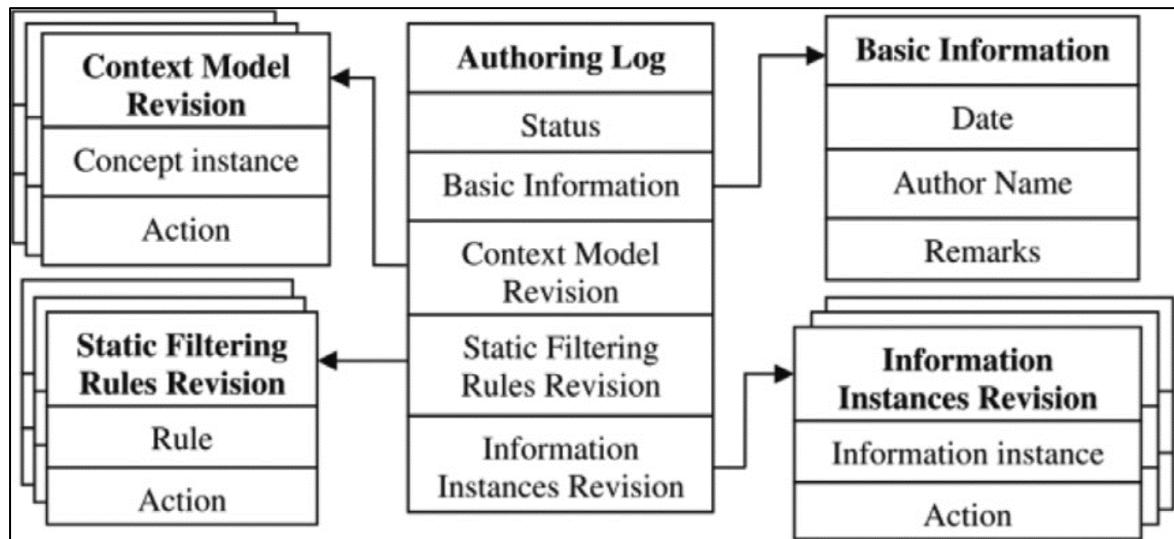 Context Model
Revision
Concept instance
Action
Static Filtering
Rules Revision
Rule
Action
Authoring Log
Status
Basic Information
Context Model
Revision
Static Filtering
Rules Revision
Information
Instances Revision
Basic Information
Date
Author Name
Remarks
Information
Instances Revision
Information instance
Action